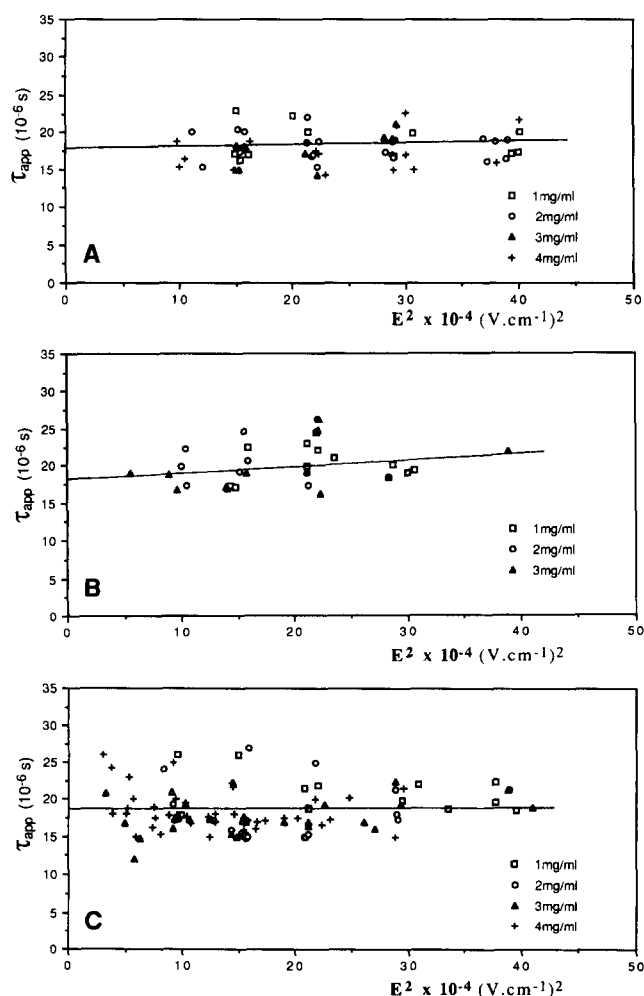 35
30
25
20
15
10
5
0
τapp (10⁻⁶ s)
A
□ 1mg/ml
○ 2mg/ml
▲ 3mg/ml
+ 4mg/ml
0 10 20 30 40 50
E² x 10⁻⁴ (V.cm⁻¹)²
35
30
25
20
15
10
5
0
τapp (10⁻⁶ s)
B
□ 1mg/ml
○ 2mg/ml
▲ 3mg/ml
0 10 20 30 40 50
E² x 10⁻⁴ (V.cm⁻¹)²
35
30
25
20
15
10
5
0
τapp (10⁻⁶ s)
C
□ 1mg/ml
○ 2mg/ml
▲ 3mg/ml
+ 4mg/ml
0 10 20 30 40 50
E² x 10⁻⁴ (V.cm⁻¹)²